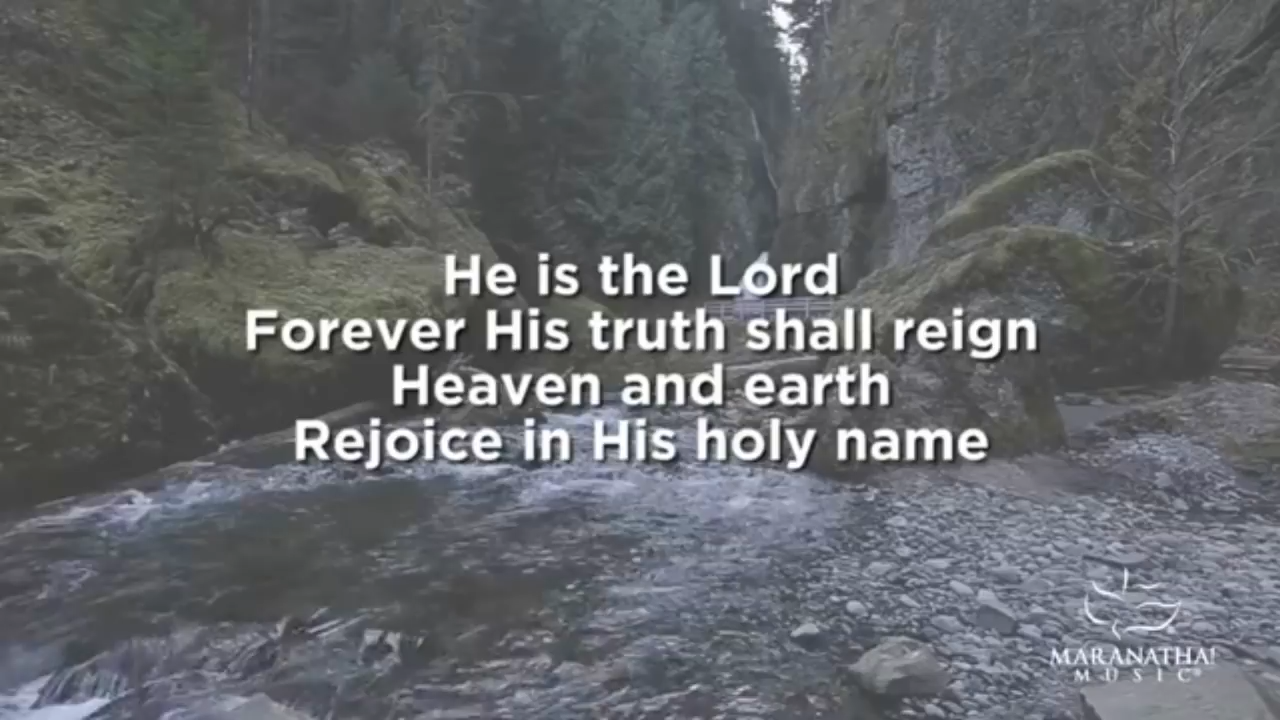 He is the Lord
Forever His truth shall reign
Heaven and earth
Rejoice in His holy name
MARANATHA!
MUSIC®